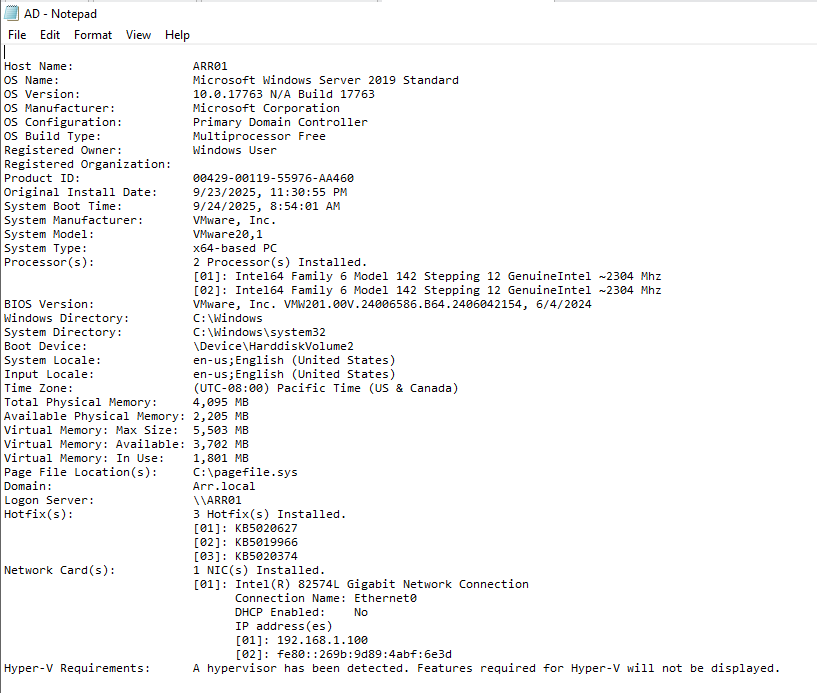 AD - Notepad
File Edit Format View Help
Host Name: ARR01
OS Name: Microsoft Windows Server 2019 Standard
OS Version: 10.0.17763 N/A Build 17763
OS Manufacturer: Microsoft Corporation
OS Configuration: Primary Domain Controller
OS Build Type: Multiprocessor Free
Registered Owner: Windows User
Registered Organization:
Product ID: 00429-00119-55976-AA460
Original Install Date: 9/23/2025, 11:30:55 PM
System Boot Time: 9/24/2025, 8:54:01 AM
System Manufacturer: VMware, Inc.
System Model: VMware20,1
System Type: x64-based PC
Processor(s): 2 Processor(s) Installed.
[01]: Intel64 Family 6 Model 142 Stepping 12 GenuineIntel ~2304 Mhz
[02]: Intel64 Family 6 Model 142 Stepping 12 GenuineIntel ~2304 Mhz
BIOS Version: VMware, Inc. VMW201.00V.24006586.B64.2406042154, 6/4/2024
Windows Directory: C:\Windows
System Directory: C:\Windows\system32
Boot Device: \Device\HarddiskVolume2
System Locale: en-us;English (United States)
Input Locale: en-us;English (United States)
Time Zone: (UTC-08:00) Pacific Time (US & Canada)
Total Physical Memory: 4,095 MB
Available Physical Memory: 2,205 MB
Virtual Memory: Max Size: 5,503 MB
Virtual Memory: Available: 3,702 MB
Virtual Memory: In Use: 1,801 MB
Page File Location(s): C:\pagefile.sys
Domain: Arr.local
Logon Server: \\ARR01
Hotfix(s): 3 Hotfix(s) Installed.
[01]: KB5020627
[02]: KB5019966
[03]: KB5020374
Network Card(s): 1 NIC(s) Installed.
[01]: Intel(R) 82574L Gigabit Network Connection
Connection Name: Ethernet0
DHCP Enabled: No
IP address(es)
[01]: 192.168.1.100
[02]: fe80::269b:9d89:4abf:6e3d
Hyper-V Requirements: A hypervisor has been detected. Features required for Hyper-V will not be displayed.